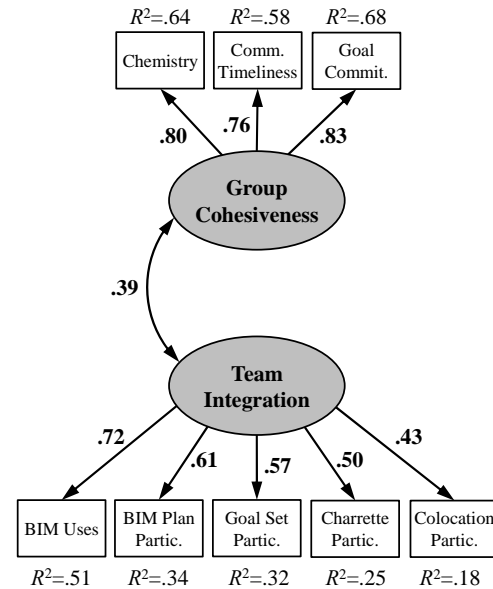 R²=.64 R²=.58 R²=.68
Chemistry
Comm.
Timeliness
Goal
Commit.
.80 .76 .83
Group
Cohesiveness
.39
Team
Integration
.72 .61 .57 .50 .43
BIM Uses
BIM Plan
Partic.
Goal Set
Partic.
Charrette
Partic.
Colocation
Partic.
R²=.51 R²=.34 R²=.32 R²=.25 R²=.18